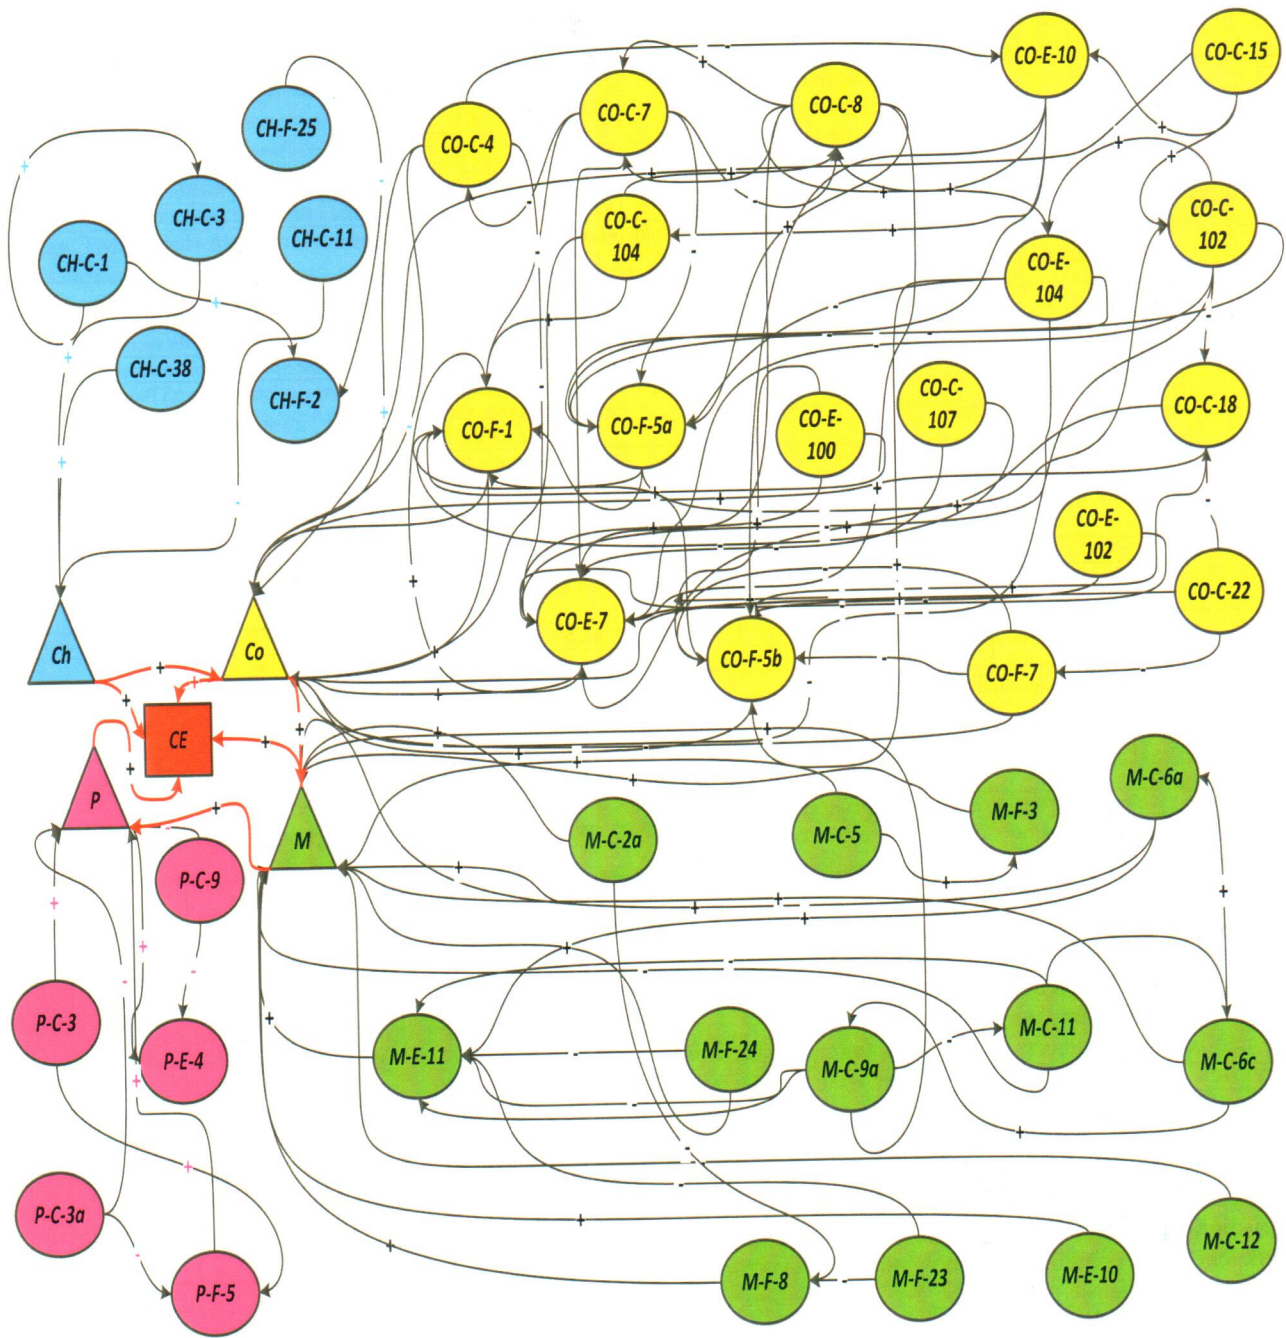 CO-E-10
CO-C-15
CO-C-7
CO-C-8
CH-F-25
CO-C-4
CH-C-3
CH-C-11
CO-C-
104
CO-C-
102
CH-C-1
CO-E-
104
CH-C-38
CH-F-2
CO-F-1
CO-F-5a
CO-E-
100
CO-C-
107
CO-C-18
CO-E-
102
CO-C-22
CO-E-7
Ch
Co
CO-F-5b
CO-F-7
CE
P
M
M-C-2a
M-C-5
M-F-3
M-C-6a
P-C-9
P-C-3
P-E-4
M-E-11
M-F-24
M-C-9a
M-C-11
M-C-6c
P-C-3a
P-F-5
M-F-8
M-F-23
M-E-10
M-C-12